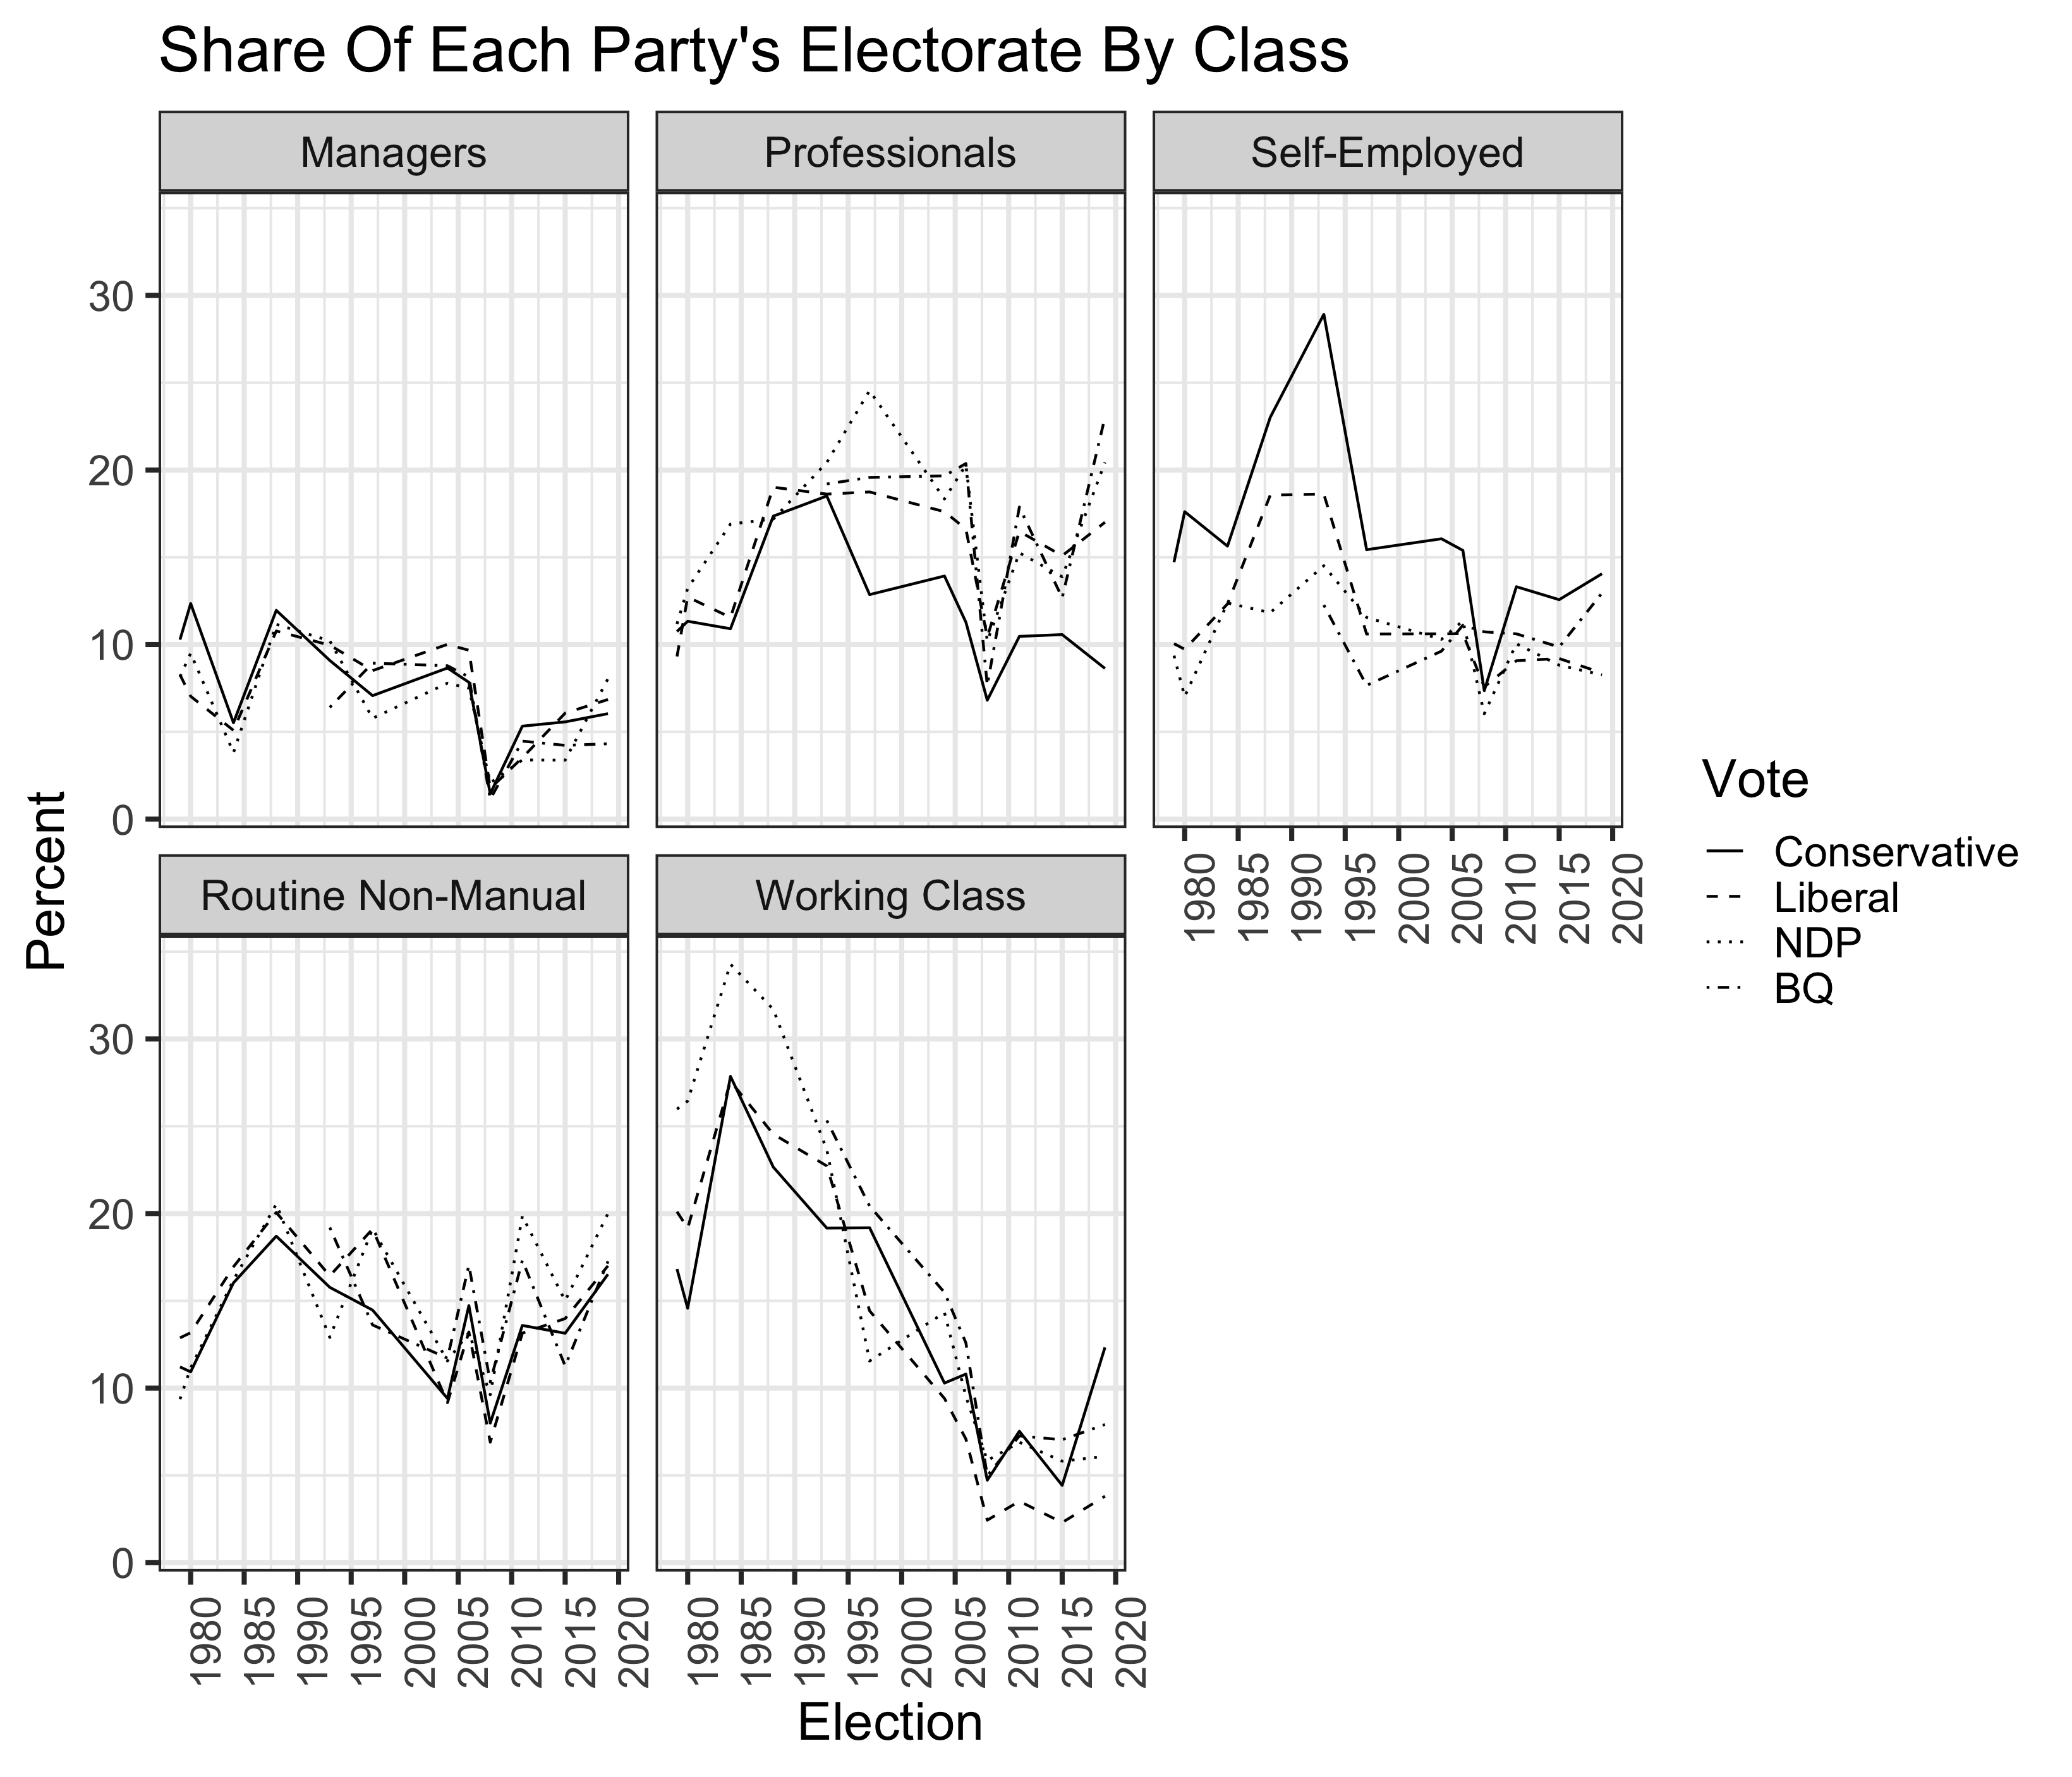 Share Of Each Party's Electorate By Class
Managers
Professionals
Self-Employed
30
20
10
0
1980
1985
1990
1995
2000
2005
2010
2015
2020
Percent
Routine Non-Manual
Working Class
30
20
10
0
1980
1985
1990
1995
2000
2005
2010
2015
2020
1980
1985
1990
1995
2000
2005
2010
2015
2020
Election
Vote
Conservative
Liberal
NDP
BQ